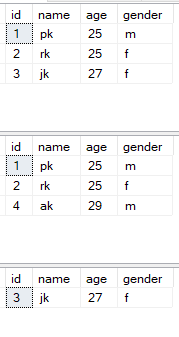 id name age gender
1 pk 25 m
2 rk 25 f
3 jk 27 f
id name age gender
1 pk 25 m
2 rk 25 f
4 ak 29 m
id name age gender
3 jk 27 f